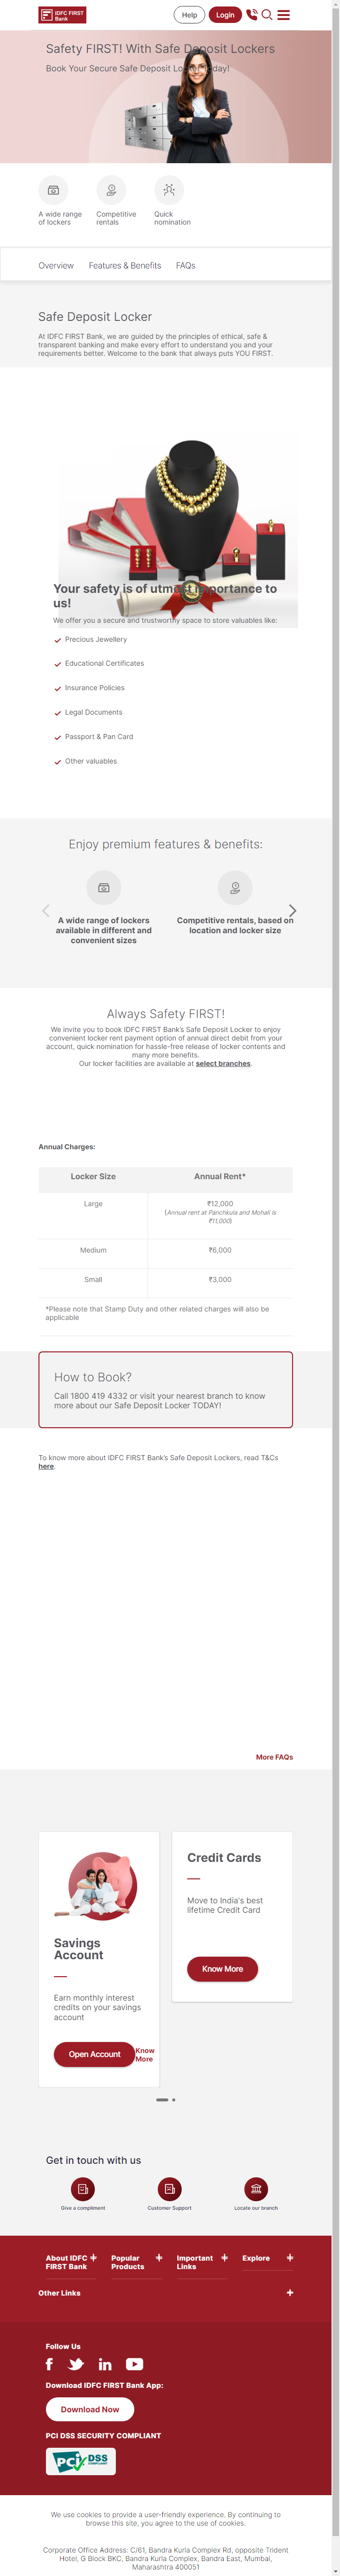 IDFC FIRST
Bank
Help
Login
Safety FIRST! With Safe Deposit Lockers
Book Your Secure Safe Deposit Locker Today!
A wide range
of lockers
Competitive
rentals
Quick
nomination
Overview
Features & Benefits
FAQs
Safe Deposit Locker
At IDFC FIRST Bank, we are guided by the principles of ethical, safe &
transparent banking and make every effort to understand you and your
requirements better. Welcome to the bank that always puts YOU FIRST.
Your safety is of utmost importance to
us!
We offer you a secure and trustworthy space to store valuables like:
Precious Jewellery
Educational Certificates
Insurance Policies
Legal Documents
Passport & Pan Card
Other valuables
Enjoy premium features & benefits:
A wide range of lockers
available in different and
convenient sizes
Competitive rentals, based on
location and locker size
Always Safety FIRST!
We invite you to book IDFC FIRST Bank's Safe Deposit Locker to enjoy
convenient locker rent payment option of annual direct debit from your
account, quick nomination for hassle-free release of locker contents and
many more benefits.
Our locker facilities are available at select branches.
Annual Charges:
Locker Size
Annual Rent*
Large
₹12,000
(Annual rent at Panchkula and Mohali is
₹11,000)
Medium
₹6,000
Small
₹3,000
*Please note that Stamp Duty and other related charges will also be
applicable
How to Book?
Call 1800 419 4332 or visit your nearest branch to know
more about our Safe Deposit Locker TODAY!
To know more about IDFC FIRST Bank's Safe Deposit Lockers, read T&Cs
here.
More FAQs
Savings
Account
Earn monthly interest
credits on your savings
account
Open Account
Know
More
Credit Cards
Move to India's best
lifetime Credit Card
Know More
Get in touch with us
Give a compliment
Customer Support
Locate our branch
About IDFC
FIRST Bank
Popular
Products
Important
Links
Explore
Other Links
Follow Us
Download IDFC FIRST Bank App:
Download Now
PCI DSS SECURITY COMPLIANT
PCI DSS
COMPLIANT
We use cookies to provide a user-friendly experience. By continuing to
browse this site, you agree to the use of cookies.
Corporate Office Address: C/61, Bandra Kurla Complex Rd, opposite Trident
Hotel, G Block BKC, Bandra Kurla Complex, Bandra East, Mumbai,
Maharashtra 400051